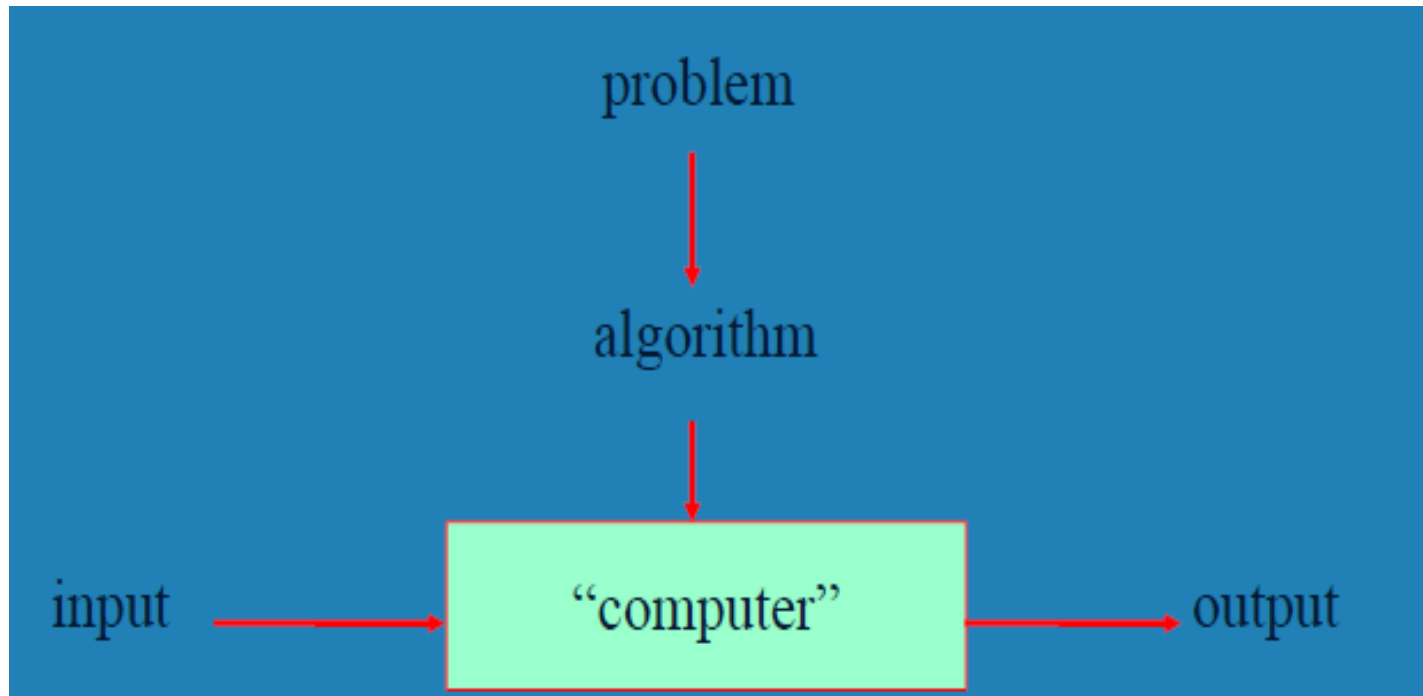 problem
algorithm
input
“computer”
output